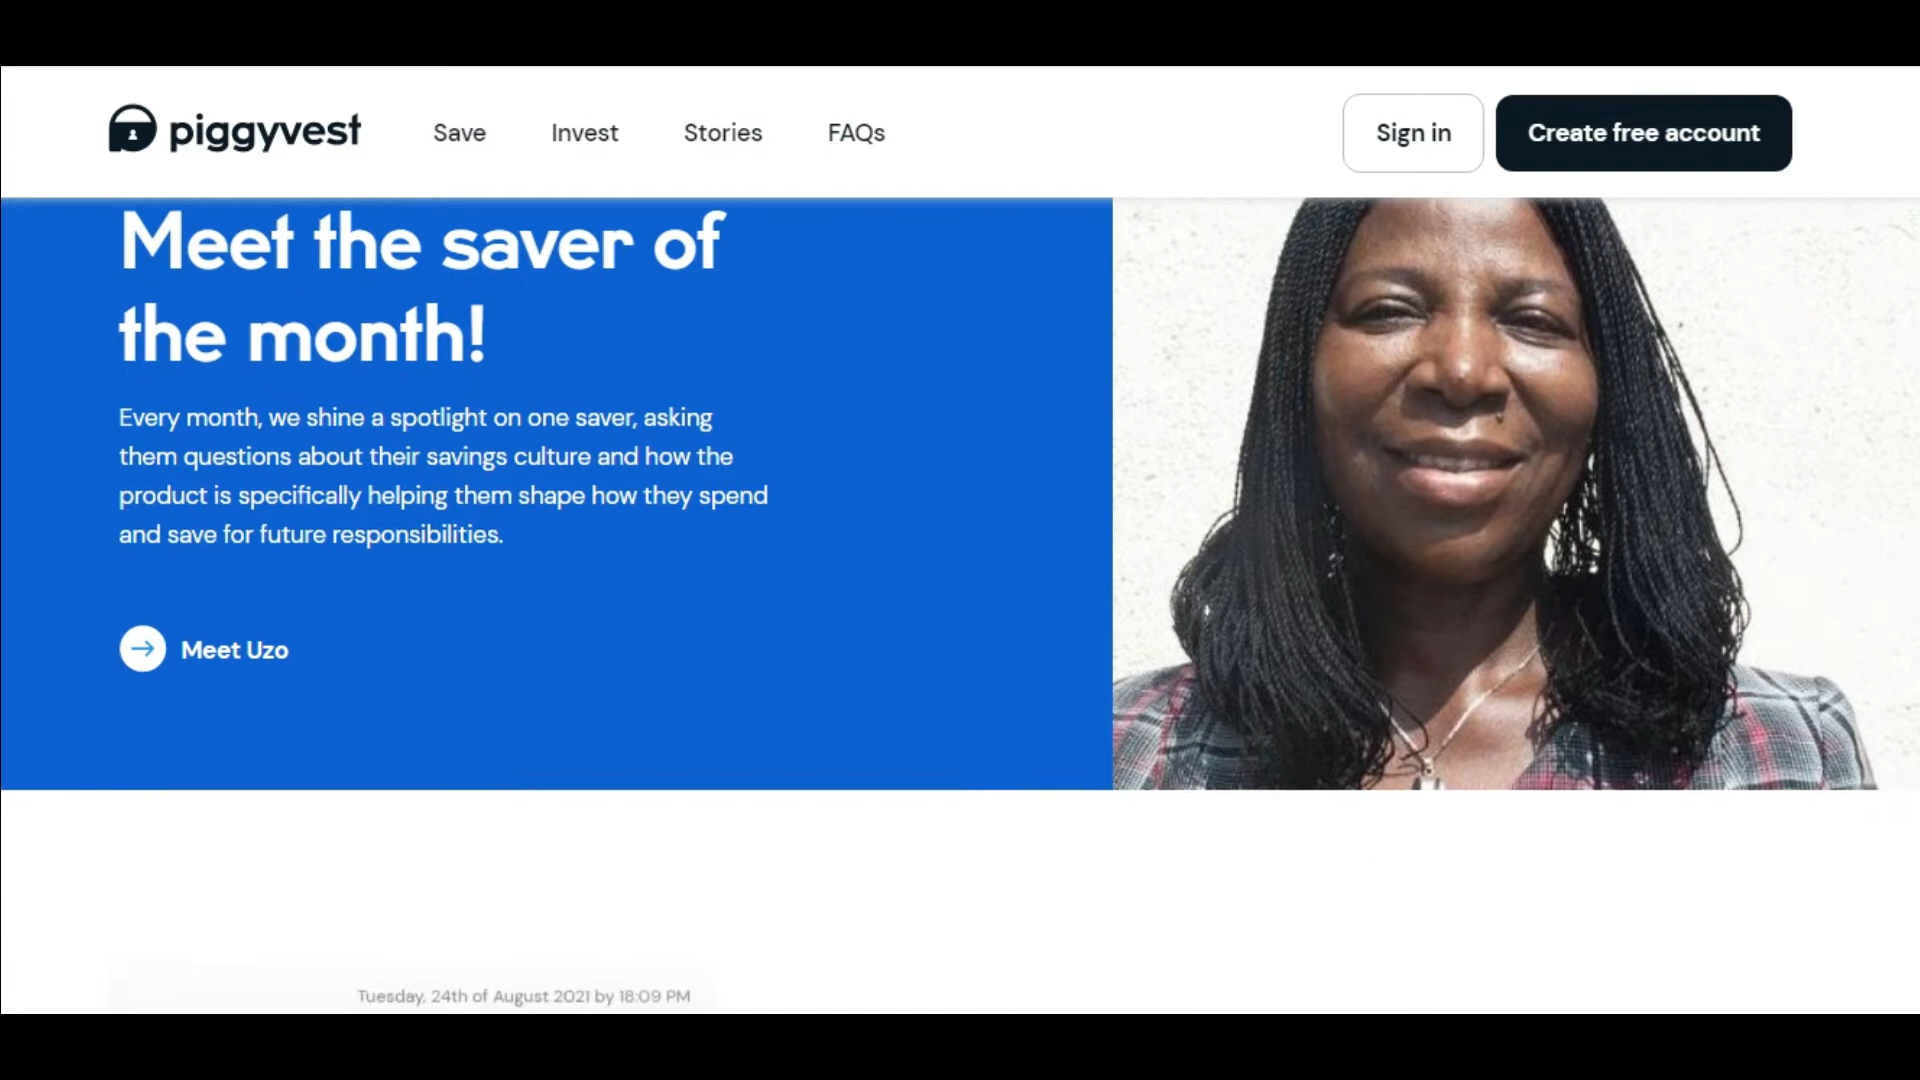 piggyvest
Save
Invest
Stories
FAQs
Sign in
Create free account
Meet the saver of
the month!
Every month, we shine a spotlight on one saver, asking
them questions about their savings culture and how the
product is specifically helping them shape how they spend
and save for future responsibilities.
Meet Uzo
Tuesday, 24th of August 2021 by 18:09 PM